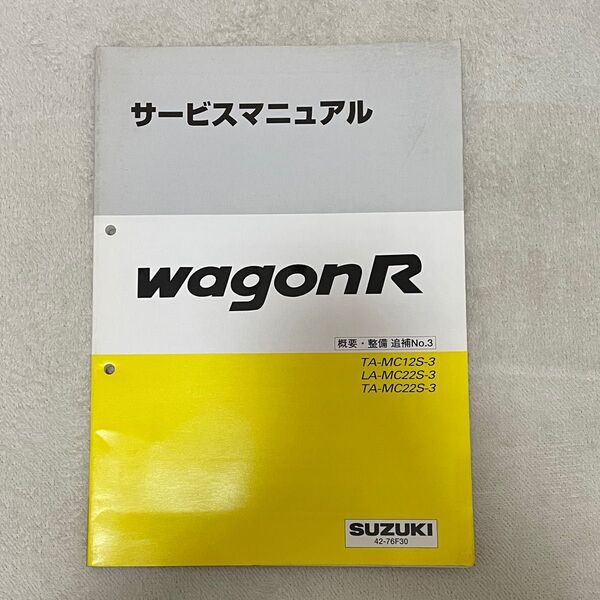 サービスマニュアル
wagonR
概要・整備 追補No.3
TA-MC12S-3
LA-MC22S-3
TA-MC22S-3
SUZUKI
42-76F30